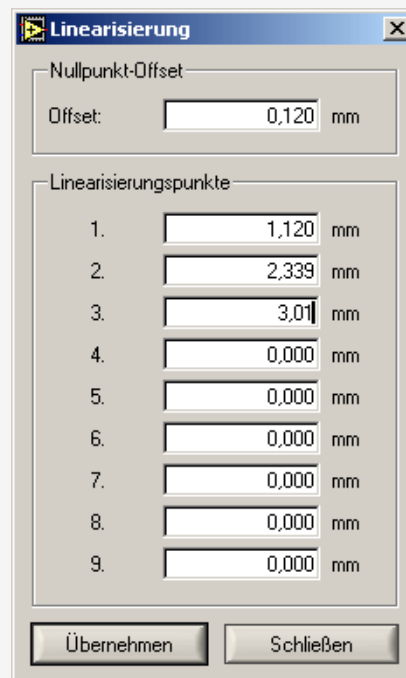 Linearisierung
Nullpunkt-Offset
Offset: 0,120 mm
Linearisierungspunkte
1. 1,120 mm
2. 2,339 mm
3. 3,01 mm
4. 0,000 mm
5. 0,000 mm
6. 0,000 mm
7. 0,000 mm
8. 0,000 mm
9. 0,000 mm
Übernehmen Schließen